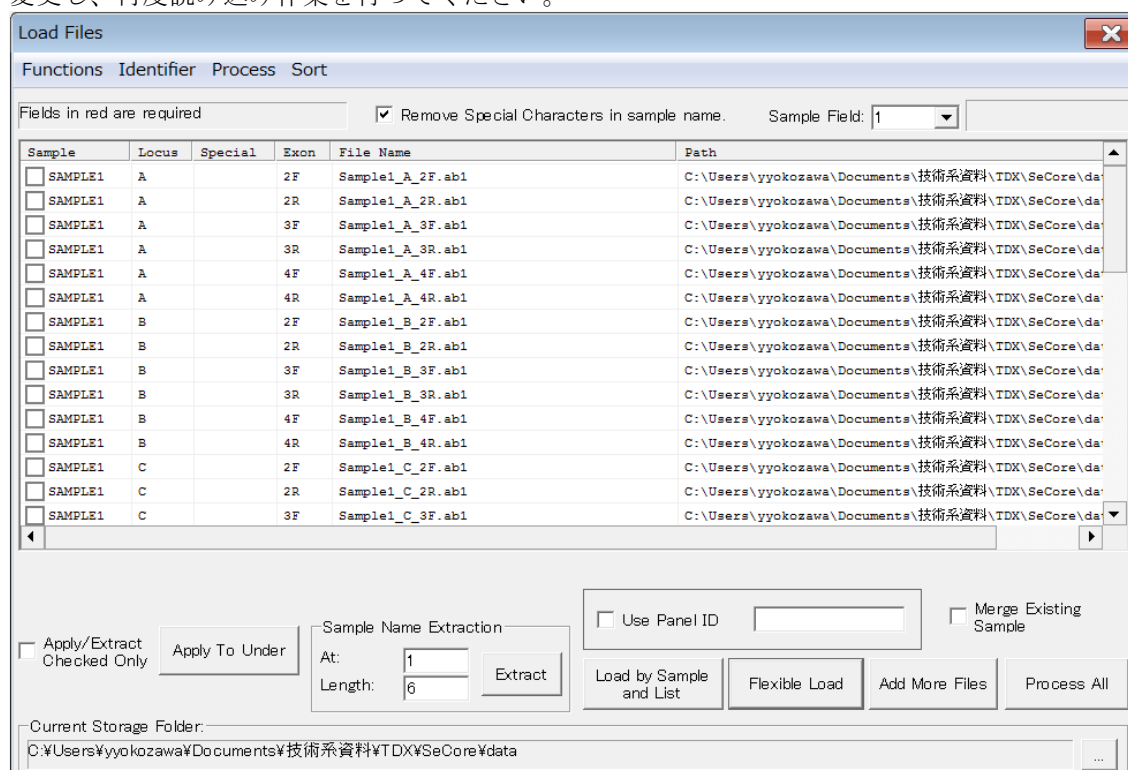 変更し、再度読み込み作業を行ってください。
Load Files
Functions Identifier Process Sort
Fields in red are required
Remove Special Characters in sample name.
Sample Field: 1
Sample Locus Special Exon File Name Path
SAMPLE1 A 2F Sample1_A_2F.ab1 C:\Users\yyokozawa\Documents\技術系資料\TDX\SeCore\da
SAMPLE1 A 2R Sample1_A_2R.ab1 C:\Users\yyokozawa\Documents\技術系資料\TDX\SeCore\da
SAMPLE1 A 3F Sample1_A_3F.ab1 C:\Users\yyokozawa\Documents\技術系資料\TDX\SeCore\da
SAMPLE1 A 3R Sample1_A_3R.ab1 C:\Users\yyokozawa\Documents\技術系資料\TDX\SeCore\da
SAMPLE1 A 4F Sample1_A_4F.ab1 C:\Users\yyokozawa\Documents\技術系資料\TDX\SeCore\da
SAMPLE1 A 4R Sample1_A_4R.ab1 C:\Users\yyokozawa\Documents\技術系資料\TDX\SeCore\da
SAMPLE1 B 2F Sample1_B_2F.ab1 C:\Users\yyokozawa\Documents\技術系資料\TDX\SeCore\da
SAMPLE1 B 2R Sample1_B_2R.ab1 C:\Users\yyokozawa\Documents\技術系資料\TDX\SeCore\da
SAMPLE1 B 3F Sample1_B_3F.ab1 C:\Users\yyokozawa\Documents\技術系資料\TDX\SeCore\da
SAMPLE1 B 3R Sample1_B_3R.ab1 C:\Users\yyokozawa\Documents\技術系資料\TDX\SeCore\da
SAMPLE1 B 4F Sample1_B_4F.ab1 C:\Users\yyokozawa\Documents\技術系資料\TDX\SeCore\da
SAMPLE1 B 4R Sample1_B_4R.ab1 C:\Users\yyokozawa\Documents\技術系資料\TDX\SeCore\da
SAMPLE1 C 2F Sample1_C_2F.ab1 C:\Users\yyokozawa\Documents\技術系資料\TDX\SeCore\da
SAMPLE1 C 2R Sample1_C_2R.ab1 C:\Users\yyokozawa\Documents\技術系資料\TDX\SeCore\da
SAMPLE1 C 3F Sample1_C_3F.ab1 C:\Users\yyokozawa\Documents\技術系資料\TDX\SeCore\da
Apply/Extract
Checked Only
Apply To Under
Sample Name Extraction
At: 1
Length: 6
Extract
Use Panel ID
Merge Existing
Sample
Load by Sample
and List
Flexible Load
Add More Files
Process All
Current Storage Folder:
C:¥Users¥yyokozawa¥Documents¥技術系資料¥TDX¥SeCore¥data
...